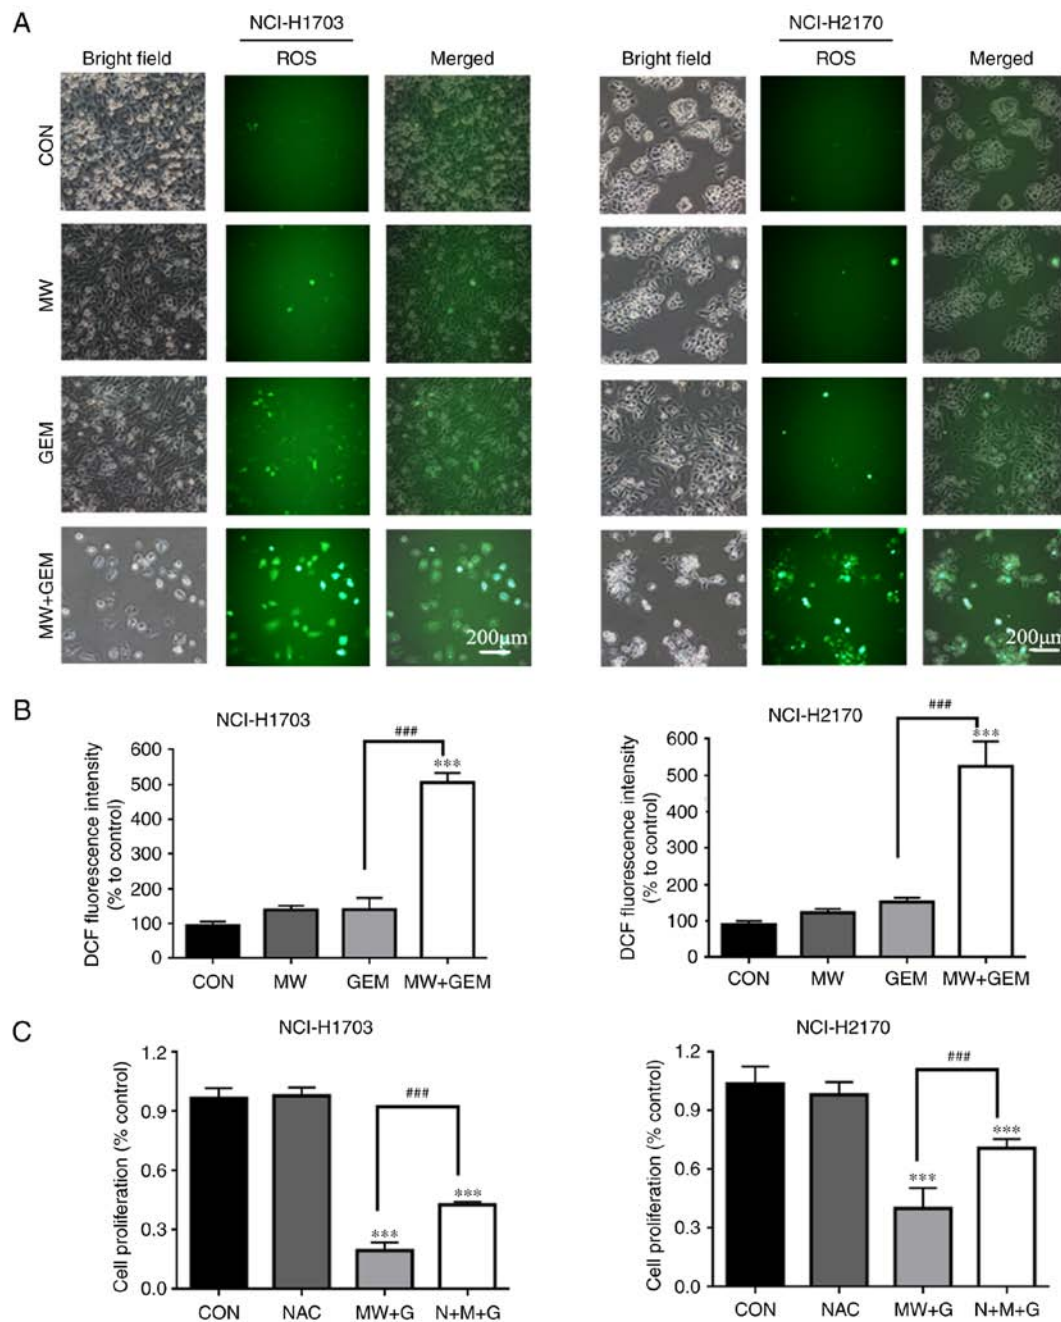 A
NCI-H1703
NCI-H2170
Bright field ROS Merged
Bright field ROS Merged
CON
MW
GEM
MW+GEM
200μm
200μm
B
NCI-H1703
NCI-H2170
DCF fluorescence intensity
(% to control)
600
500
400
300
200
100
0
###
***
CON MW GEM MW+GEM
DCF fluorescence intensity
(% to control)
600
500
400
300
200
100
0
###
***
CON MW GEM MW+GEM
C
NCI-H1703
NCI-H2170
Cell proliferation (% control)
1.2
0.9
0.6
0.3
0.0
###
***
***
CON NAC MW+G N+M+G
Cell proliferation (% control)
1.2
0.9
0.6
0.3
0.0
###
***
***
CON NAC MW+G N+M+G